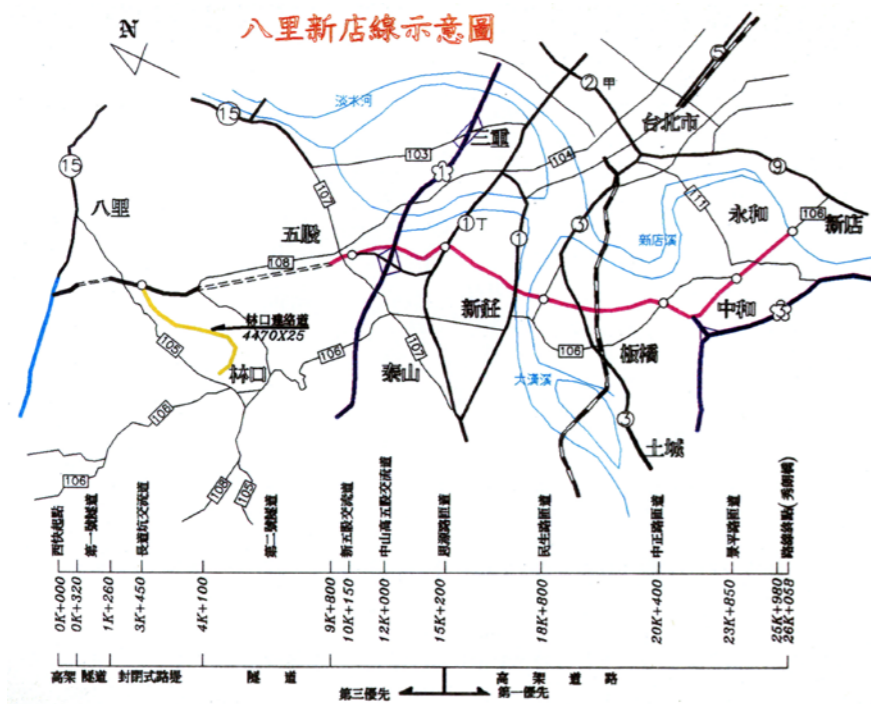 八里新店線示意圖
N
5
2 甲
淡水河
15
15
台北市
三重
103
104
1
9
107
111
八里
永和
106
新店
五股
1丁
1
3
新店溪
108
新莊
中和
3
林口連絡道
4470X25
105
106
107
106
板橋
林口
泰山
大漢溪
108
3
土城
106
108
105
西快起點
第一號隧道
長道坑交流道
第二號隧道
新五股交流道
中山高五股交流道
思源路匝道
民生路匝道
中正路匝道
景平路匝道
路線終點(秀朗橋)
0K+000
0K+320
1K+260
3K+450
4K+100
9K+800
10K+150
12K+000
15K+200
18K+800
20K+400
23K+850
25K+980
26K+058
高架 隧道 封閉式路堤 隧道 高架道路
第三優先 第一優先